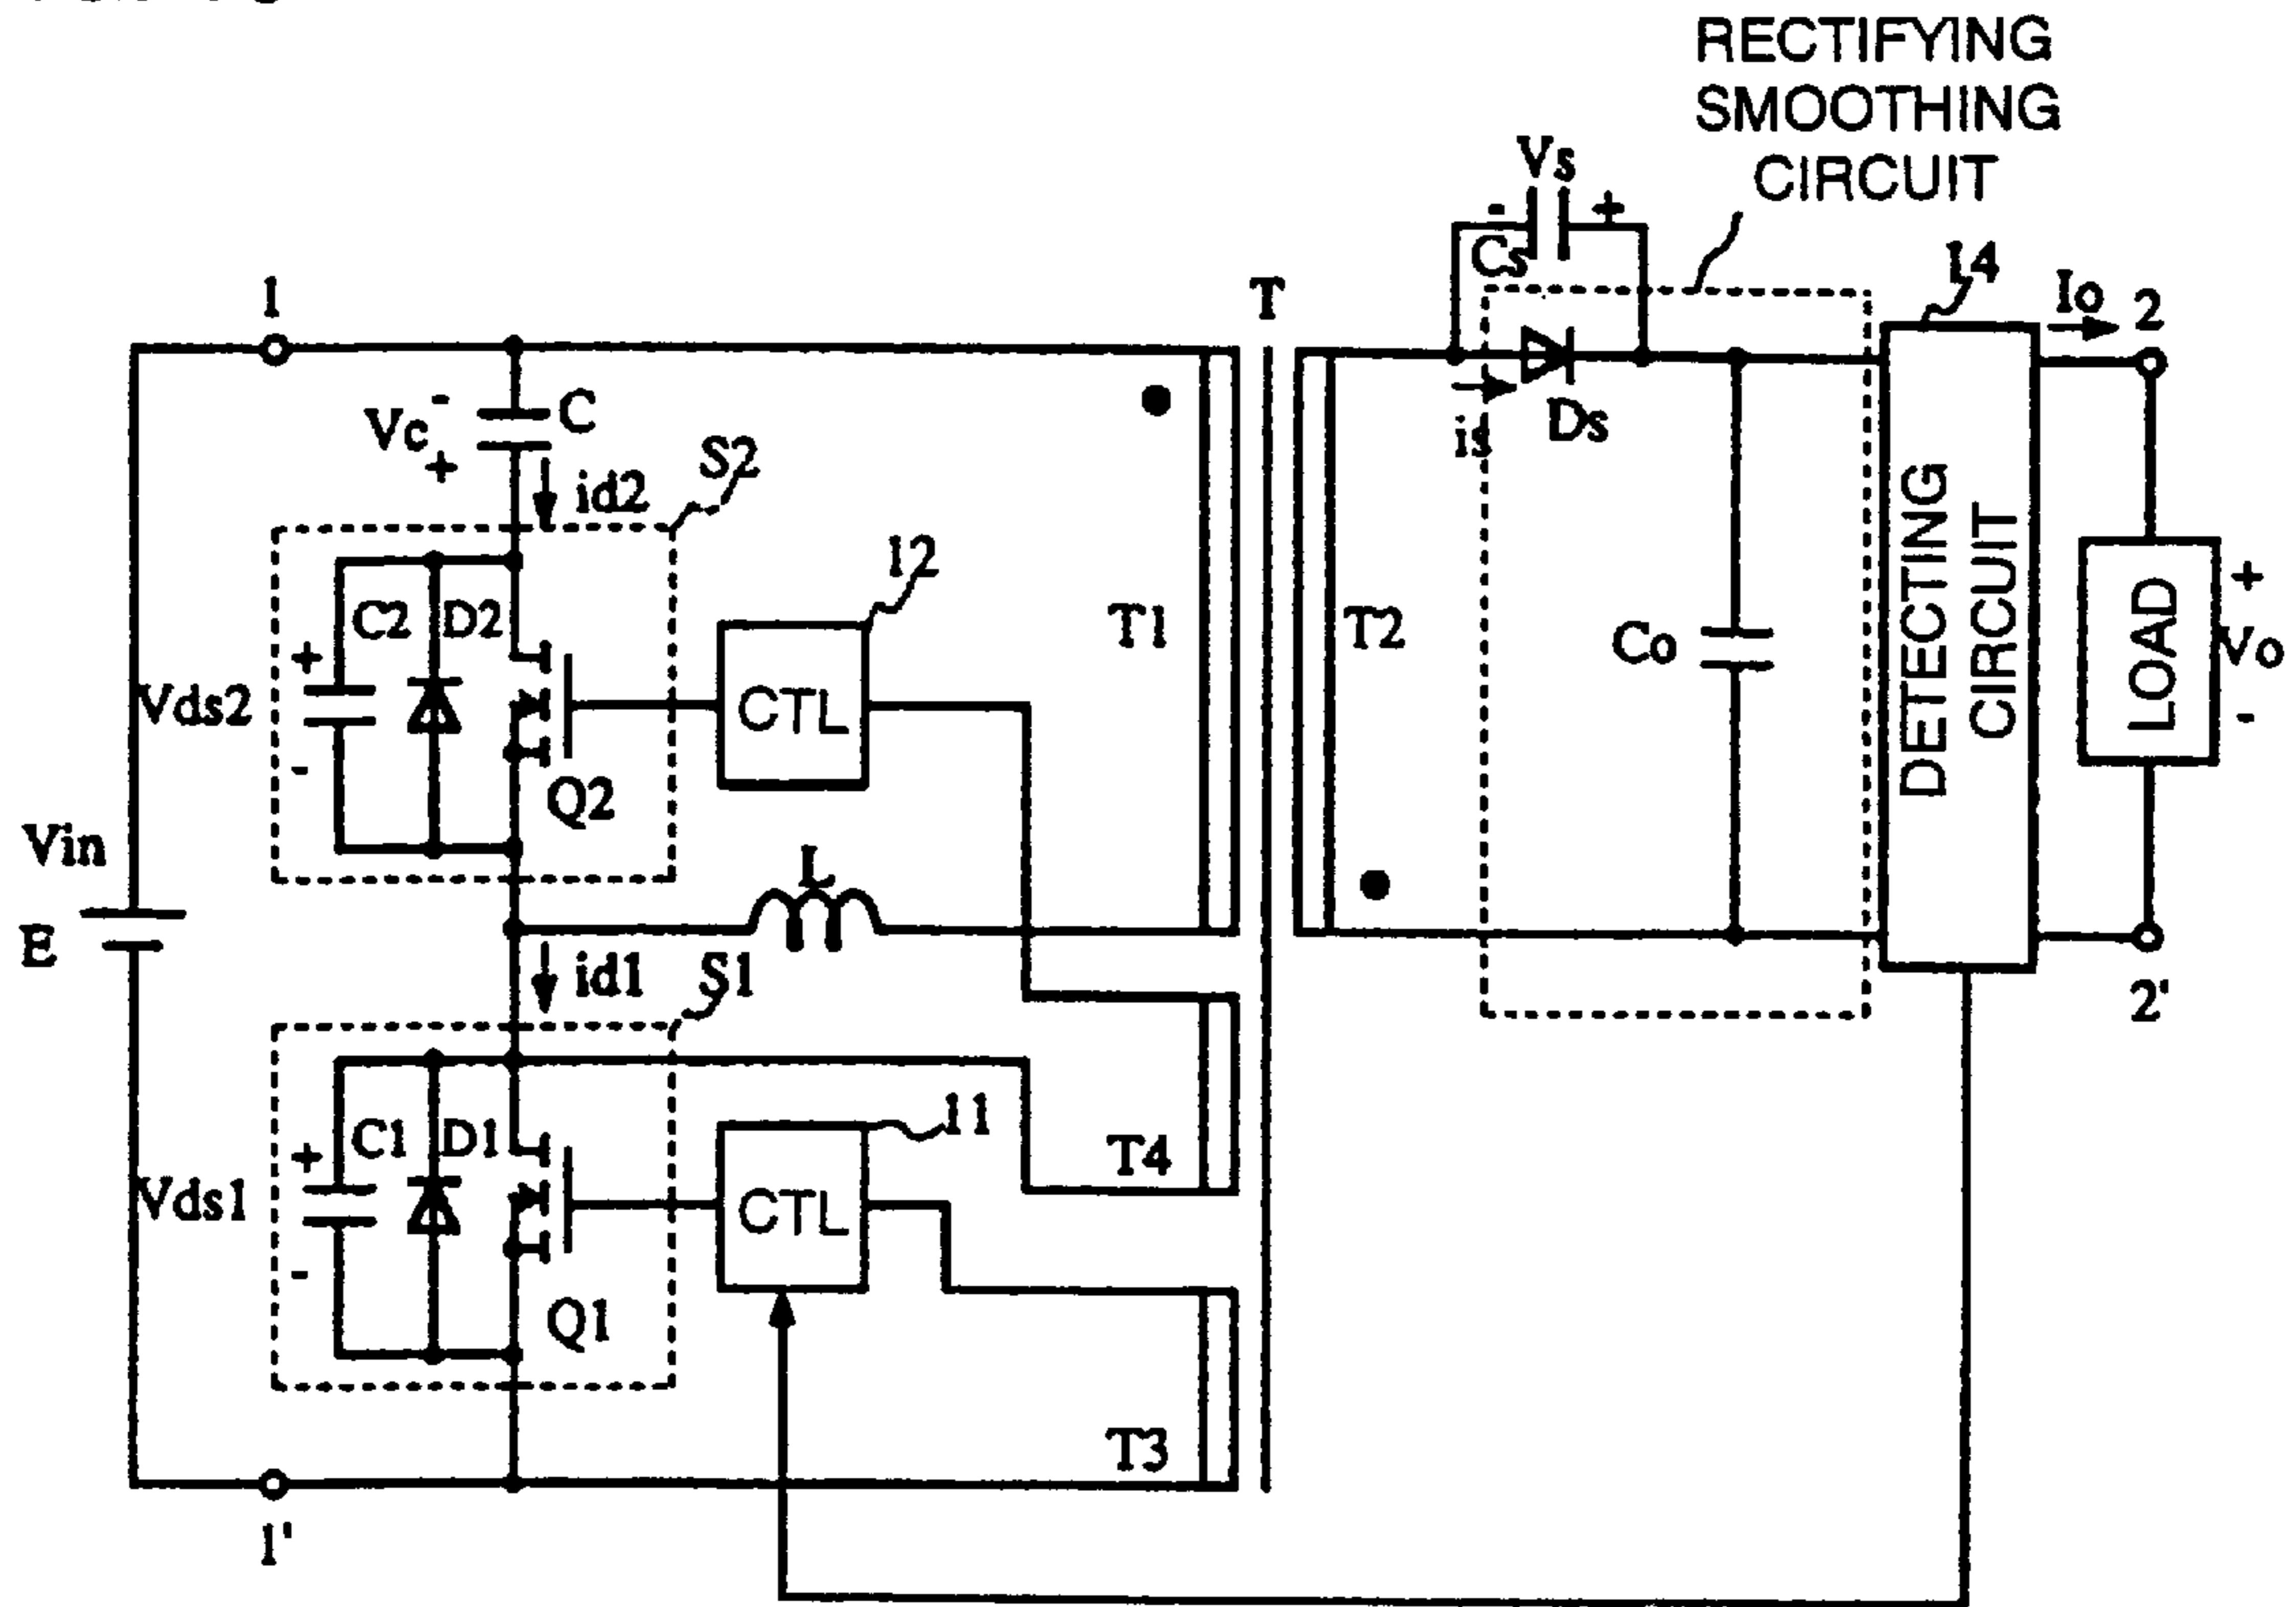 RECTIFYING
SMOOTHING
CIRCUIT
Vs
- +
Cs
14
Io
2
1
T
Vc
-
+
C
id2
S2
is
Ds
12
C2
D2
+
Vds2
-
Q2
CTL
T1
T2
Co
DETECTING
CIRCUIT
LOAD
+
Vo
-
Vin
E
L
id1
S1
2'
C1
D1
+
Vds1
-
Q1
11
CTL
T4
T3
1'